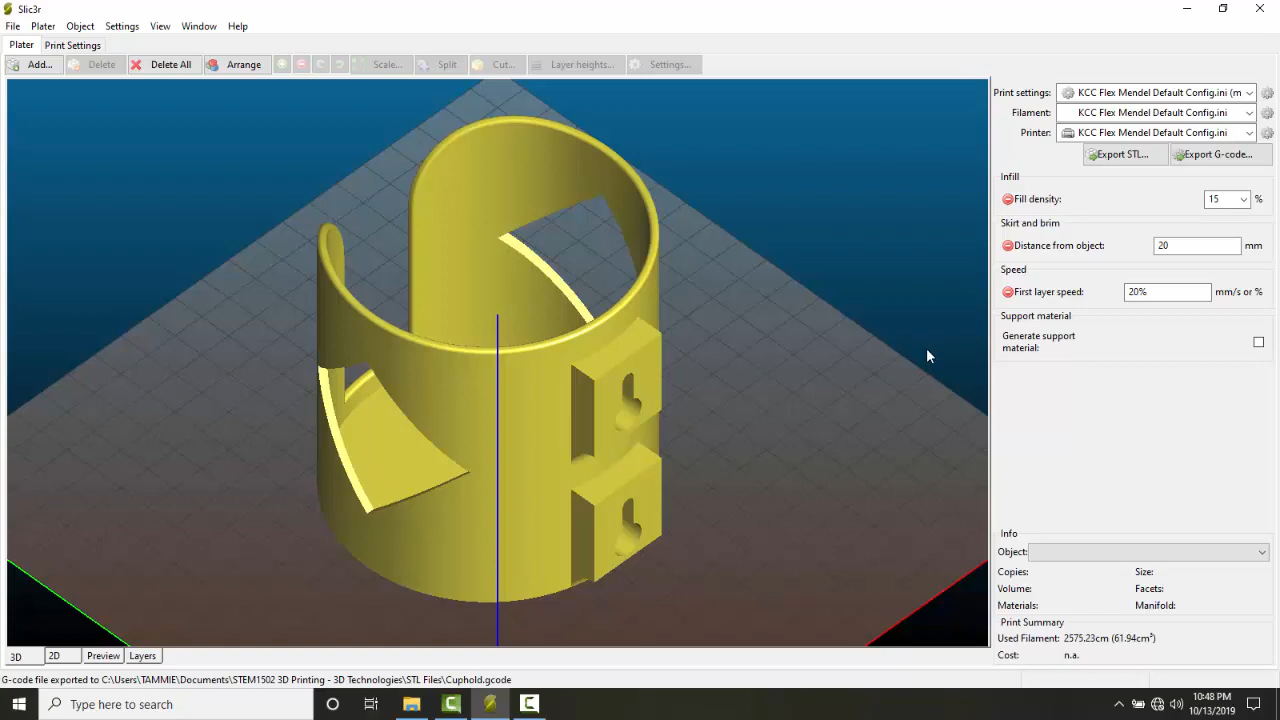 Slic3r
File Plater Object Settings View Window Help
Plater Print Settings
Add... Delete Delete All Arrange Scale... Split Cut... Layer heights... Settings...
Print settings: KCC Flex Mendel Default Config.ini (m
Filament: KCC Flex Mendel Default Config.ini
Printer: KCC Flex Mendel Default Config.ini
Export STL... Export G-code...
Infill
Fill density: 15 %
Skirt and brim
Distance from object: 20 mm
Speed
First layer speed: 20% mm/s or %
Support material
Generate support
material:
Info
Object:
Copies: Size:
Volume: Facets:
Materials: Manifold:
Print Summary
Used Filament: 2575.23cm (61.94cm³)
Cost: n.a.
3D 2D Preview Layers
G-code file exported to C:\Users\TAMMIE\Documents\STEM1502 3D Printing - 3D Technologies\STL Files\Cuphold.gcode
Type here to search
10:48 PM
10/13/2019